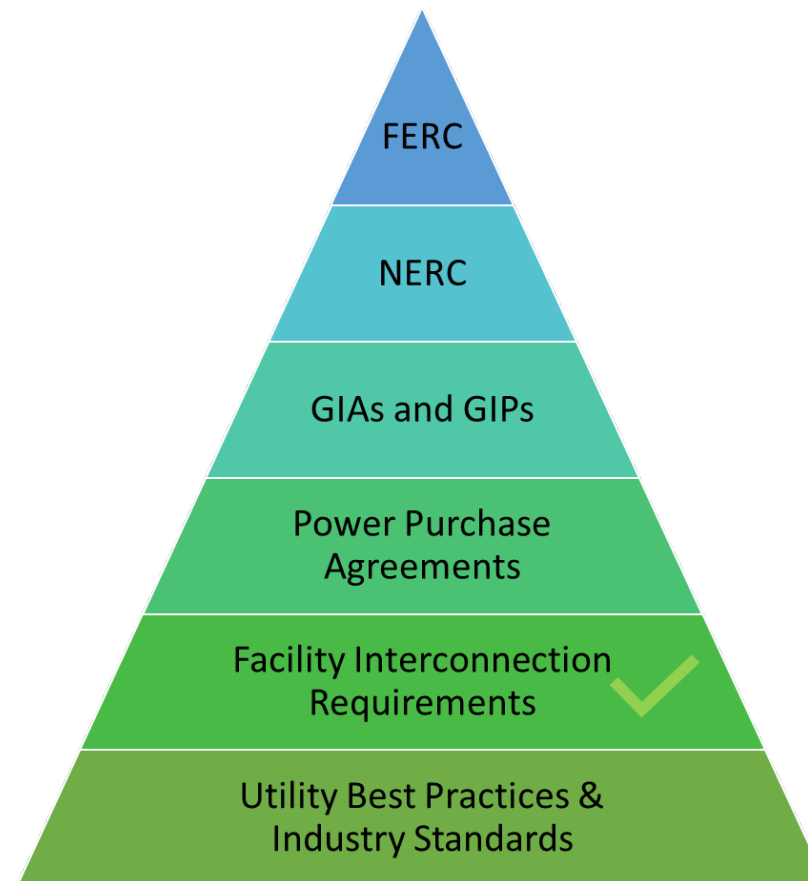 FERC
NERC
GIAs and GIPs
Power Purchase
Agreements
Facility Interconnection
Requirements
Utility Best Practices &
Industry Standards